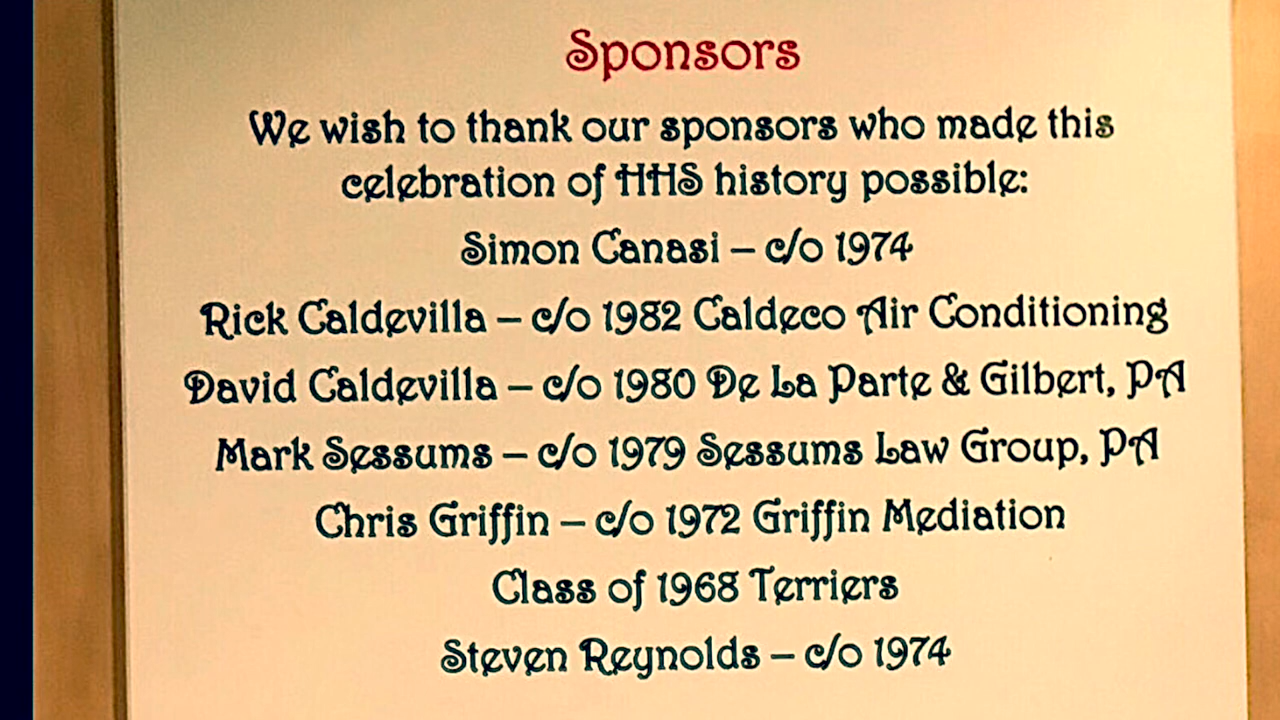 Sponsors
We wish to thank our sponsors who made this
celebration of HHS history possible:
Simon Canasi – c/o 1974
Rick Caldevilla – c/o 1982 Caldeco Air Conditioning
David Caldevilla – c/o 1980 De La Parte & Gilbert, PA
Mark Sessums – c/o 1979 Sessums Law Group, PA
Chris Griffin – c/o 1972 Griffin Mediation
Class of 1968 Terriers
Steven Reynolds – c/o 1974